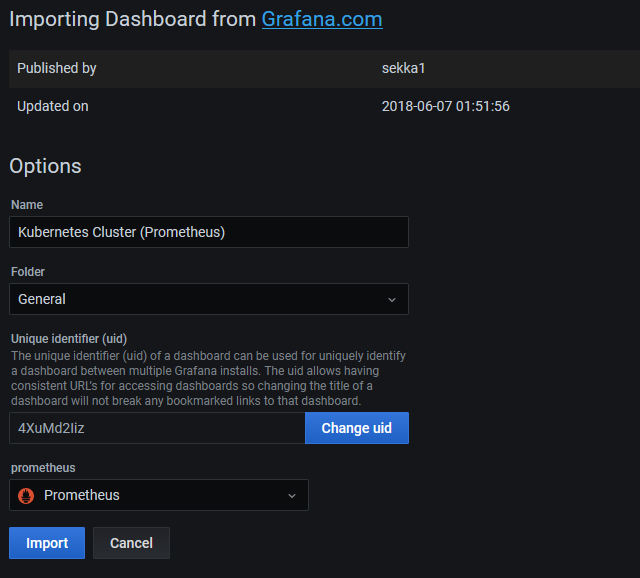 Importing Dashboard from Grafana.com
Published by sekka1
Updated on 2018-06-07 01:51:56
Options
Name
Kubernetes Cluster (Prometheus)
Folder
General
Unique identifier (uid)
The unique identifier (uid) of a dashboard can be used for uniquely identify
a dashboard between multiple Grafana installs. The uid allows having
consistent URL's for accessing dashboards so changing the title of a
dashboard will not break any bookmarked links to that dashboard.
4XuMd2Iiz Change uid
prometheus
Prometheus
Import Cancel